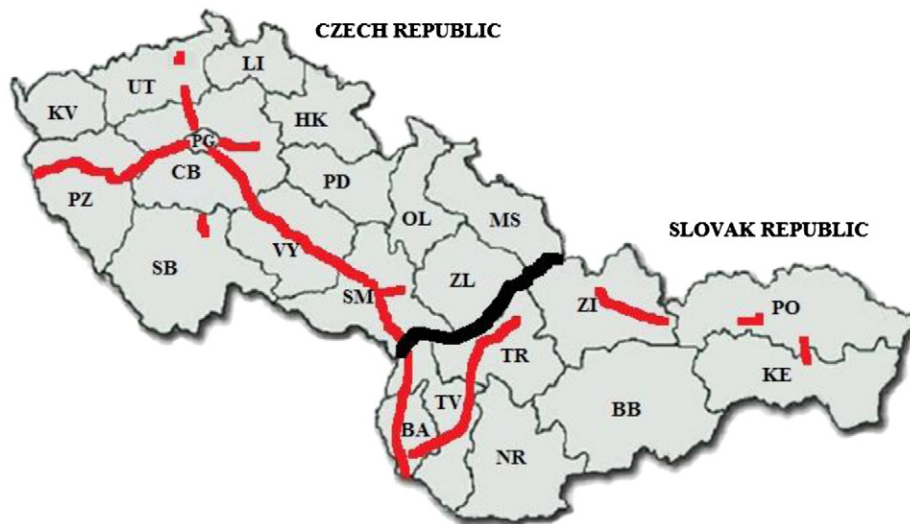 CZECH REPUBLIC
LI
UT
KV
HK
PG
CB
PD
PZ
OL
MS
SLOVAK REPUBLIC
VY
SB
ZL
SM
ZI
PO
TR
KE
TV
BB
BA
NR